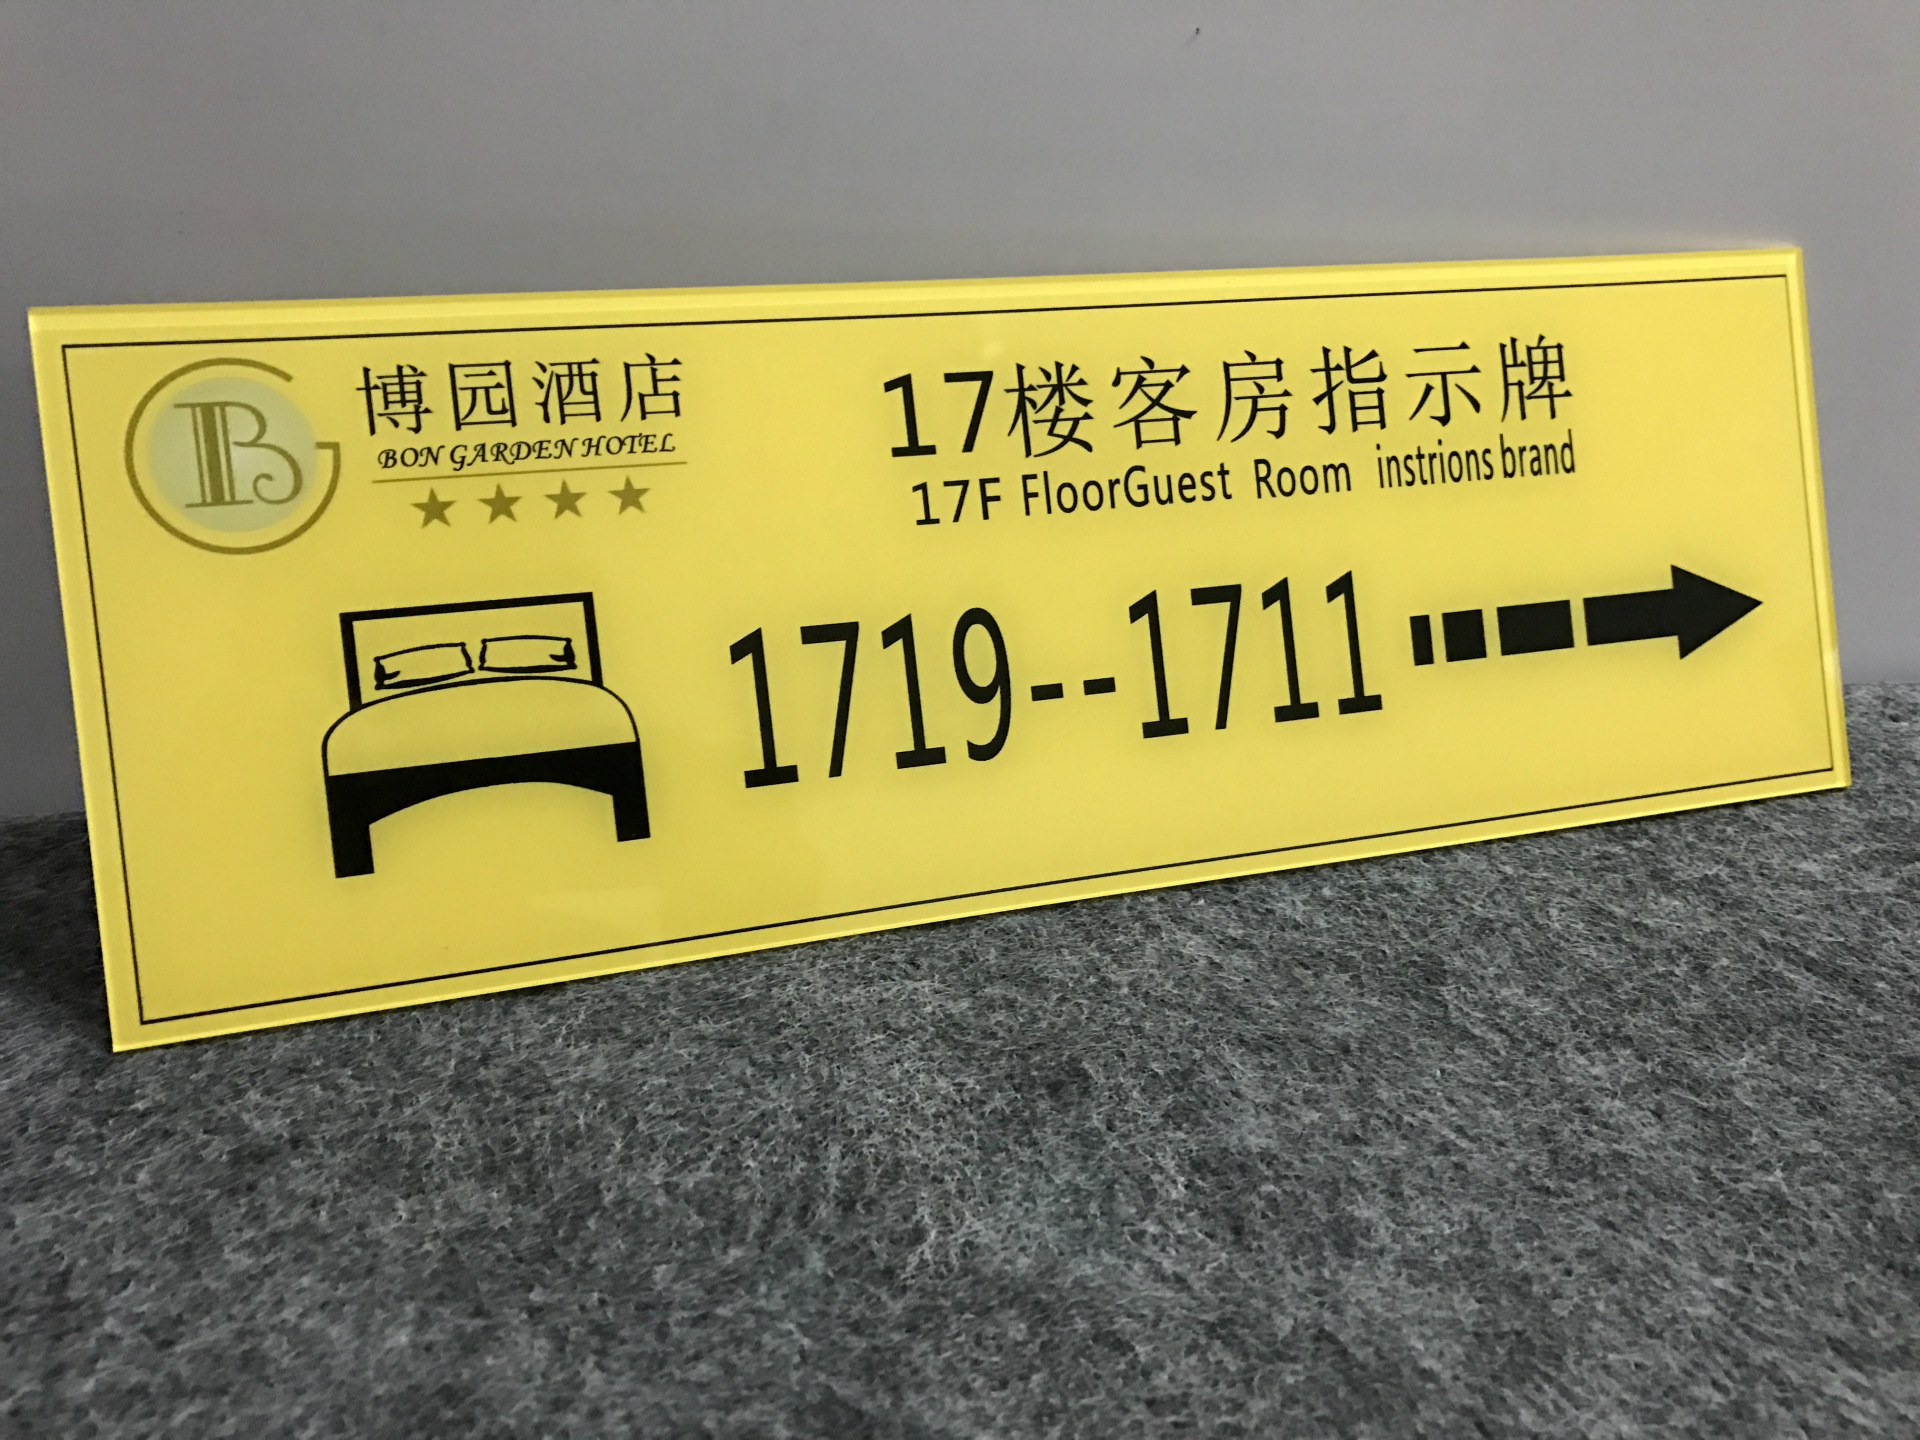 博园酒店
BON GARDEN HOTEL
17楼客房指示牌
17F FloorGuest Room instrions brand
1719--1711